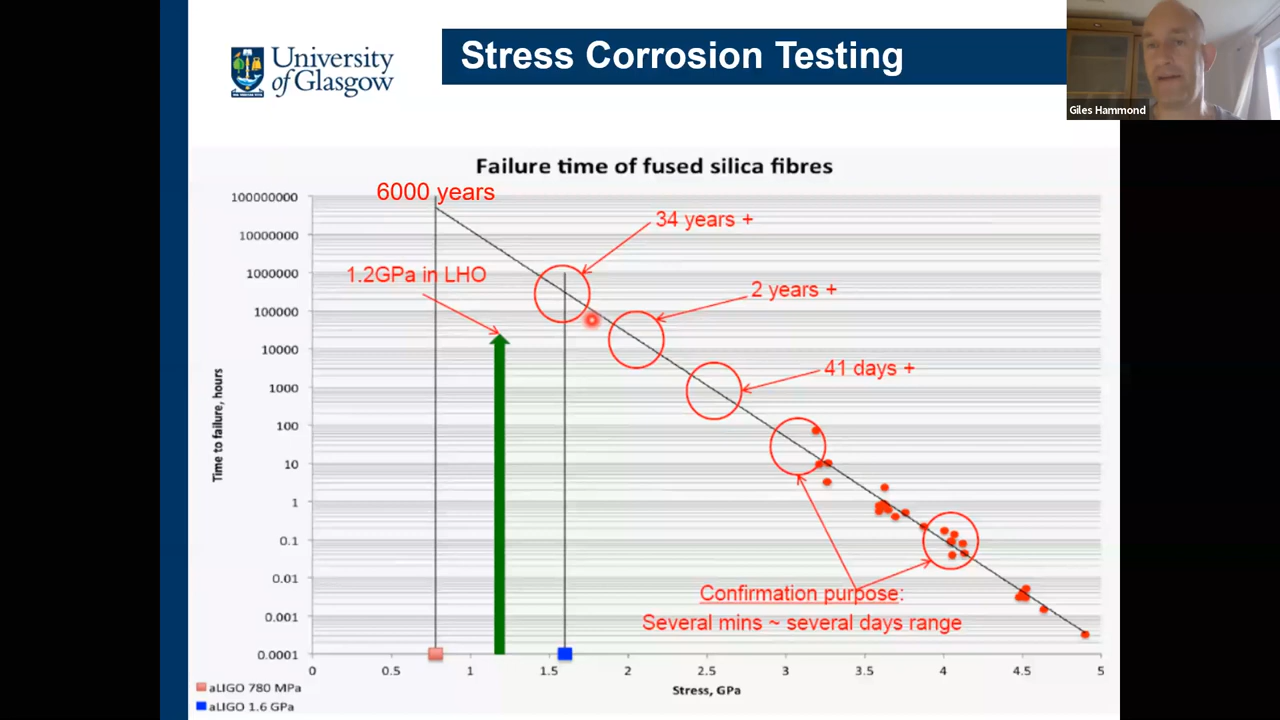 University
of Glasgow
Stress Corrosion Testing
Giles Hammond
Failure time of fused silica fibres
6000 years
34 years +
1.2GPa in LHO
2 years +
41 days +
Confirmation purpose:
Several mins ~ several days range
Time to failure, hours
100000000
10000000
1000000
100000
10000
1000
100
10
1
0.1
0.01
0.001
0.0001
0 0.5 1 1.5 2 2.5 3 3.5 4 4.5 5
Stress, GPa
aLIGO 780 MPa
aLIGO 1.6 GPa